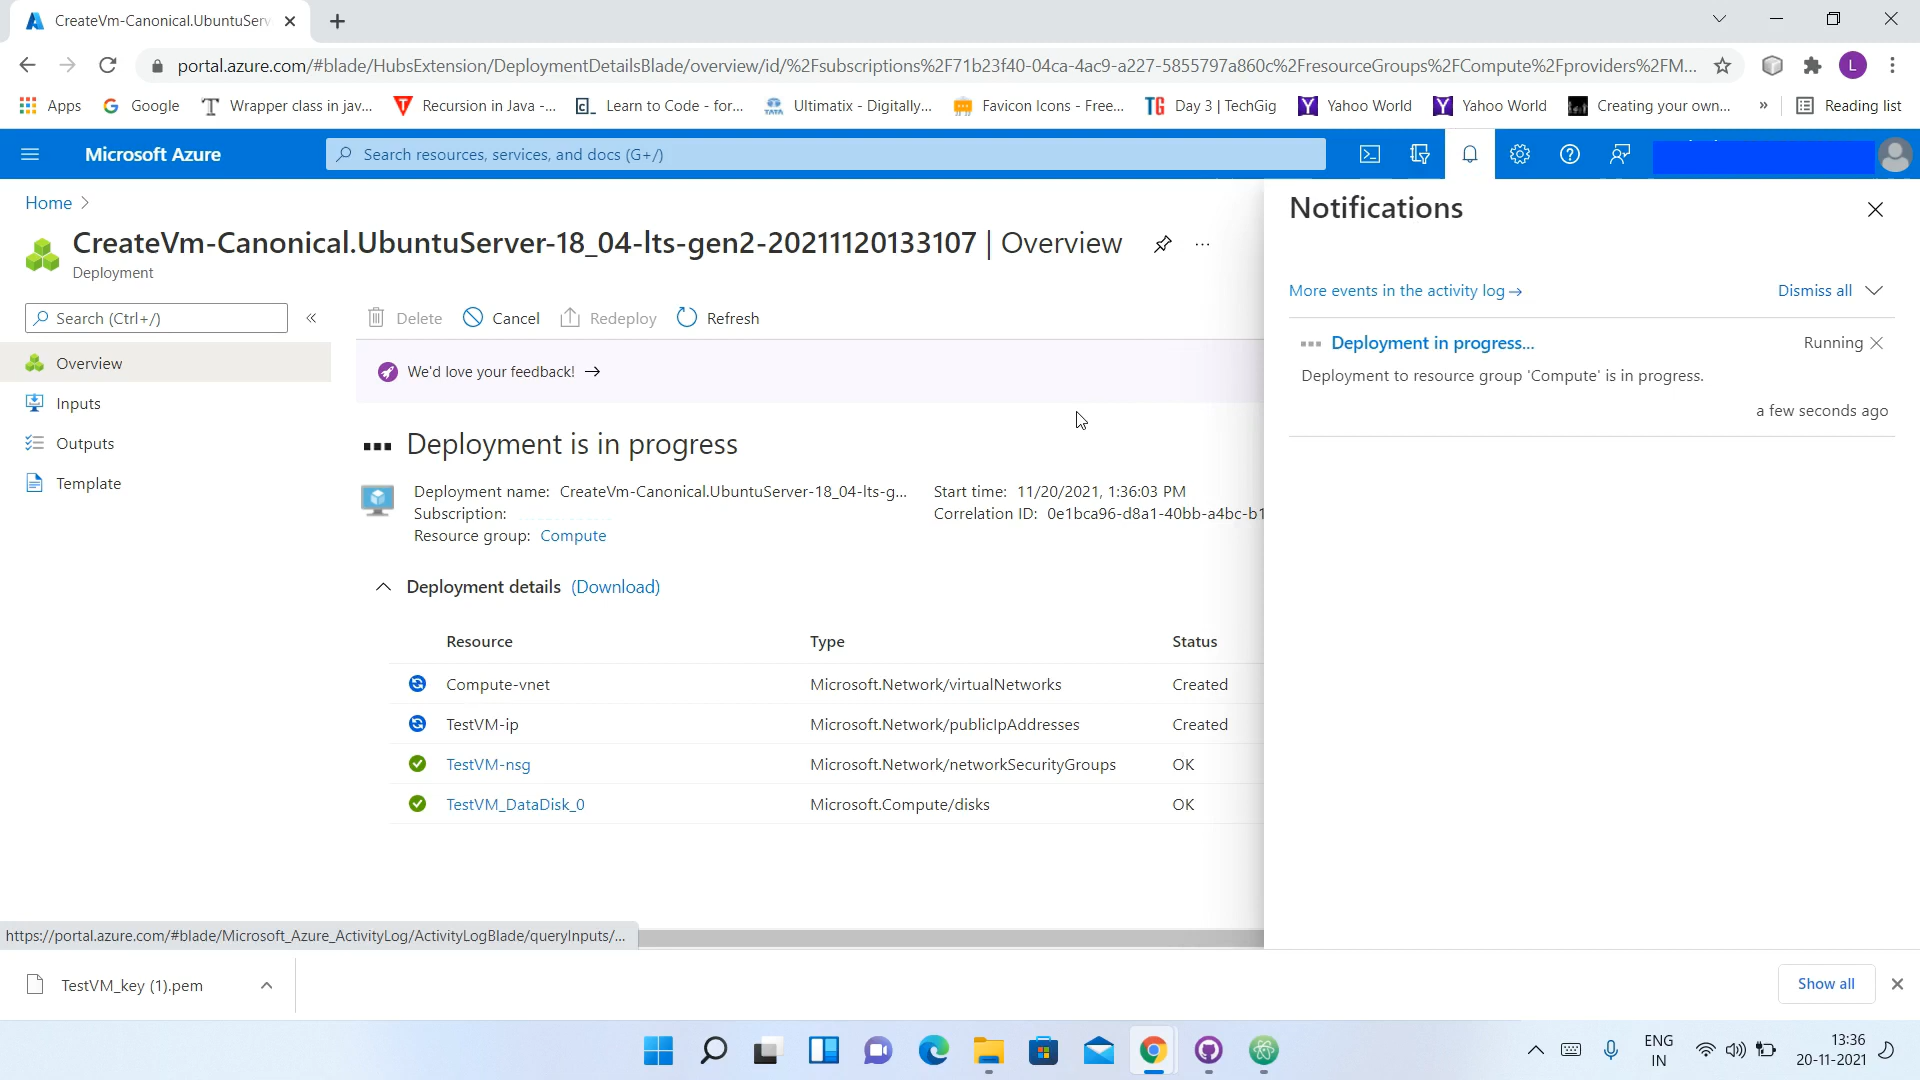 CreateVm-Canonical.UbuntuServ
portal.azure.com/#blade/HubsExtension/DeploymentDetailsBlade/overview/id/%2Fsubscriptions%2F71b23f40-04ca-4ac9-a227-5855797a860c%2FresourceGroups%2FCompute%2Fproviders%2FM...
L
Apps
Google
Wrapper class in jav...
Recursion in Java -...
Learn to Code - for...
Ultimatix - Digitally...
Favicon Icons - Free...
Day 3 | TechGig
Yahoo World
Yahoo World
Creating your own...
»
Reading list
Microsoft Azure
Search resources, services, and docs (G+/)
Home >
CreateVm-Canonical.UbuntuServer-18_04-lts-gen2-20211120133107 | Overview
Deployment
Search (Ctrl+/)
«
Delete
Cancel
Redeploy
Refresh
Overview
Inputs
Outputs
Template
We'd love your feedback! →
Deployment is in progress
Deployment name: CreateVm-Canonical.UbuntuServer-18_04-lts-g...
Subscription:
Resource group: Compute
Start time: 11/20/2021, 1:36:03 PM
Correlation ID: 0e1bca96-d8a1-40bb-a4bc-b1
Deployment details (Download)
Resource Type Status
Compute-vnet Microsoft.Network/virtualNetworks Created
TestVM-ip Microsoft.Network/publicIpAddresses Created
TestVM-nsg Microsoft.Network/networkSecurityGroups OK
TestVM_DataDisk_0 Microsoft.Compute/disks OK
Notifications
More events in the activity log →
Dismiss all
Deployment in progress...
Running
Deployment to resource group 'Compute' is in progress.
a few seconds ago
https://portal.azure.com/#blade/Microsoft_Azure_ActivityLog/ActivityLogBlade/queryInputs/...
TestVM_key (1).pem
Show all
ENG
IN
13:36
20-11-2021